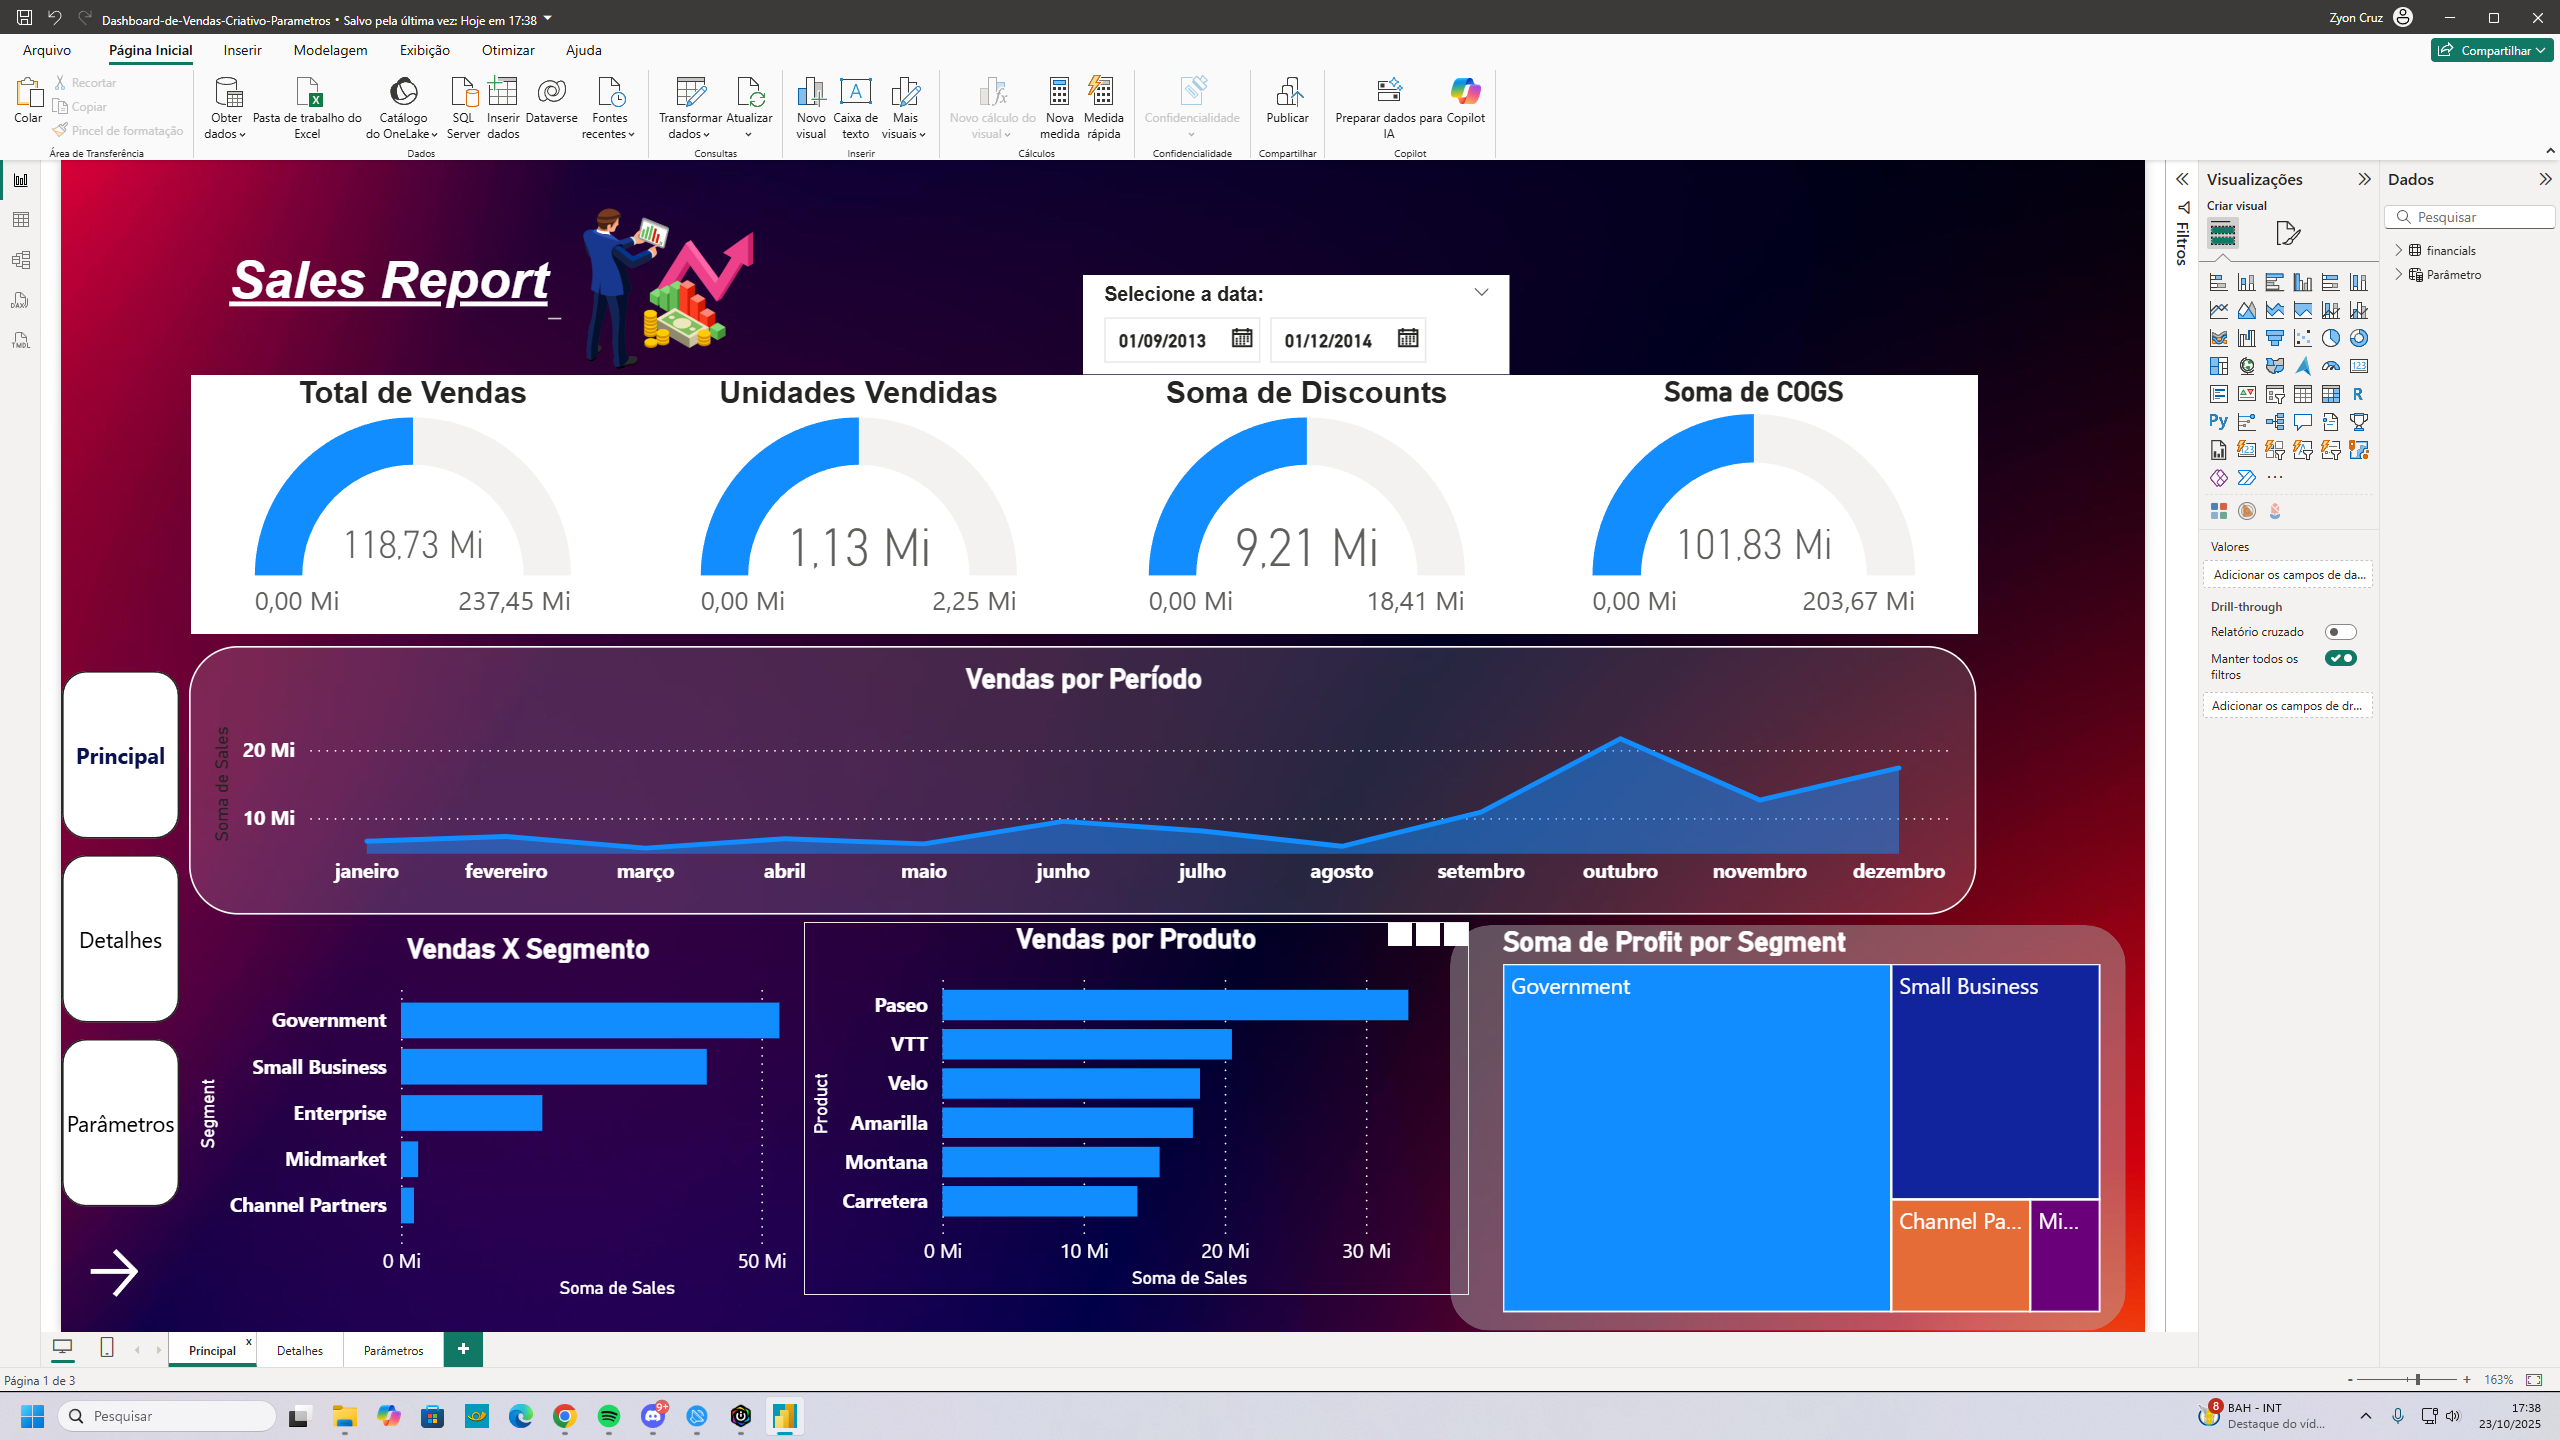 Dashboard-de-Vendas-Criativo-Parametros • Salvo pela última vez: Hoje em 17:38
Zyon Cruz
Arquivo Página Inicial Inserir Modelagem Exibição Otimizar Ajuda
Compartilhar
Colar
Recortar
Copiar
Pincel de formatação
Área de Transferência
Obter dados
Pasta de trabalho do Excel
Catálogo do OneLake
SQL Server
Inserir dados
Dataverse
Fontes recentes
Dados
Transformar dados
Atualizar
Consultas
Novo visual
Caixa de texto
Mais visuais
Inserir
Novo cálculo do visual
Nova medida
Medida rápida
Cálculos
Confidencialidade
Confidencialidade
Publicar
Compartilhar
Preparar dados para IA
Copilot
Copilot
DAX
TMDL
Sales Report_
Selecione a data:
01/09/2013 01/12/2014
Total de Vendas
118,73 Mi
0,00 Mi 237,45 Mi
Unidades Vendidas
1,13 Mi
0,00 Mi 2,25 Mi
Soma de Discounts
9,21 Mi
0,00 Mi 18,41 Mi
Soma de COGS
101,83 Mi
0,00 Mi 203,67 Mi
Principal
Detalhes
Parâmetros
Vendas por Período
Soma de Sales
20 Mi
10 Mi
janeiro fevereiro março abril maio junho julho agosto setembro outubro novembro dezembro
Vendas X Segmento
Segment
Government
Small Business
Enterprise
Midmarket
Channel Partners
0 Mi 50 Mi
Soma de Sales
Vendas por Produto
Product
Paseo
VTT
Velo
Amarilla
Montana
Carretera
0 Mi 10 Mi 20 Mi 30 Mi
Soma de Sales
Soma de Profit por Segment
Government
Small Business
Channel Pa...
Mi...
Filtros
Visualizações
Criar visual
R
Py
123
123
Valores
Adicionar os campos de da...
Drill-through
Relatório cruzado
Manter todos os filtros
Adicionar os campos de dr...
Dados
Pesquisar
financials
Parâmetro
Principal x
Detalhes
Parâmetros
+
Página 1 de 3
- + 163%
Pesquisar
9+
8
BAH - INT
Destaque do víd...
17:38
23/10/2025